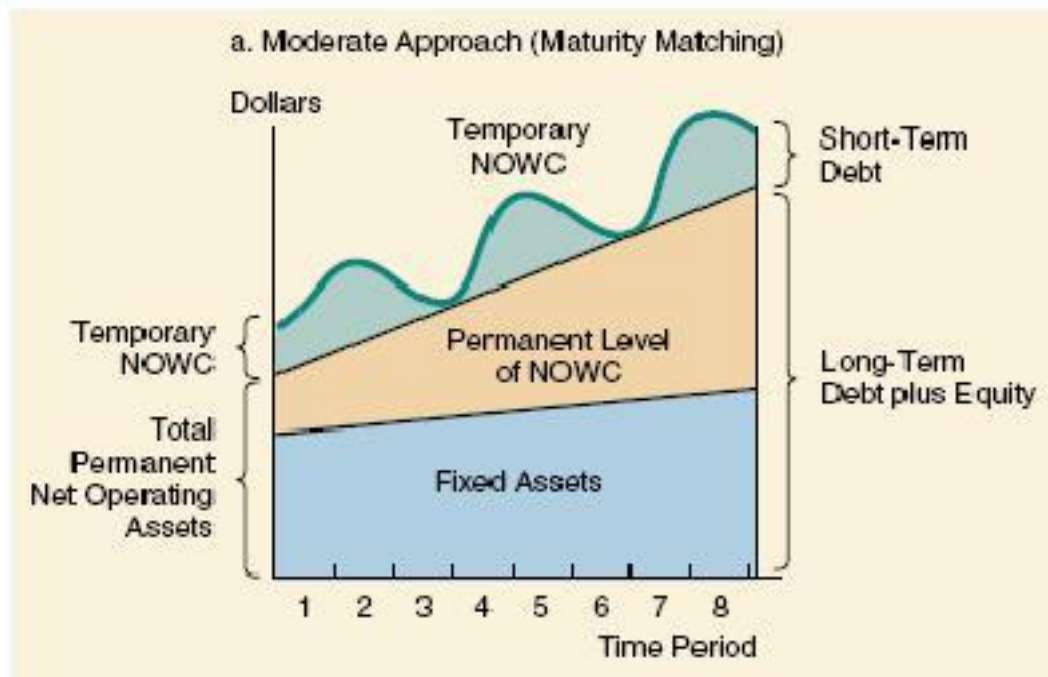 a. Moderate Approach (Maturity Matching)
Dollars
Temporary
NOWC
Short-Term
Debt
Temporary
NOWC
Permanent Level
of NOWC
Long-Term
Debt plus Equity
Total
Permanent
Net Operating
Assets
Fixed Assets
1 2 3 4 5 6 7 8
Time Period